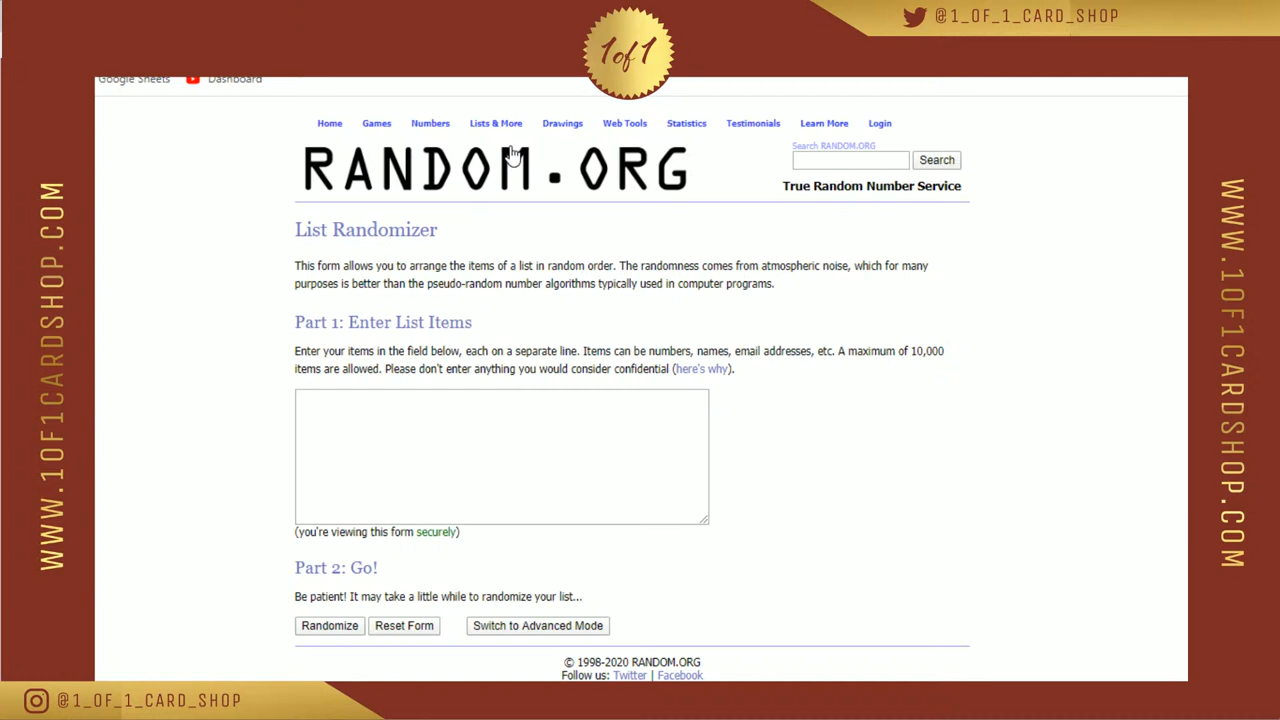 @1_OF_1_CARD_SHOP
1of1
Google Sheets Dashboard
Home Games Numbers Lists & More Drawings Web Tools Statistics Testimonials Learn More Login
RANDOM.ORG
Search RANDOM.ORG
Search
True Random Number Service
List Randomizer
This form allows you to arrange the items of a list in random order. The randomness comes from atmospheric noise, which for many
purposes is better than the pseudo-random number algorithms typically used in computer programs.
Part 1: Enter List Items
Enter your items in the field below, each on a separate line. Items can be numbers, names, email addresses, etc. A maximum of 10,000
items are allowed. Please don't enter anything you would consider confidential (here's why).
(you're viewing this form securely)
Part 2: Go!
Be patient! It may take a little while to randomize your list...
Randomize Reset Form Switch to Advanced Mode
© 1998-2020 RANDOM.ORG
Follow us: Twitter | Facebook
WWW.1OF1CARDSHOP.COM
WWW.1OF1CARDSHOP.COM
@1_OF_1_CARD_SHOP